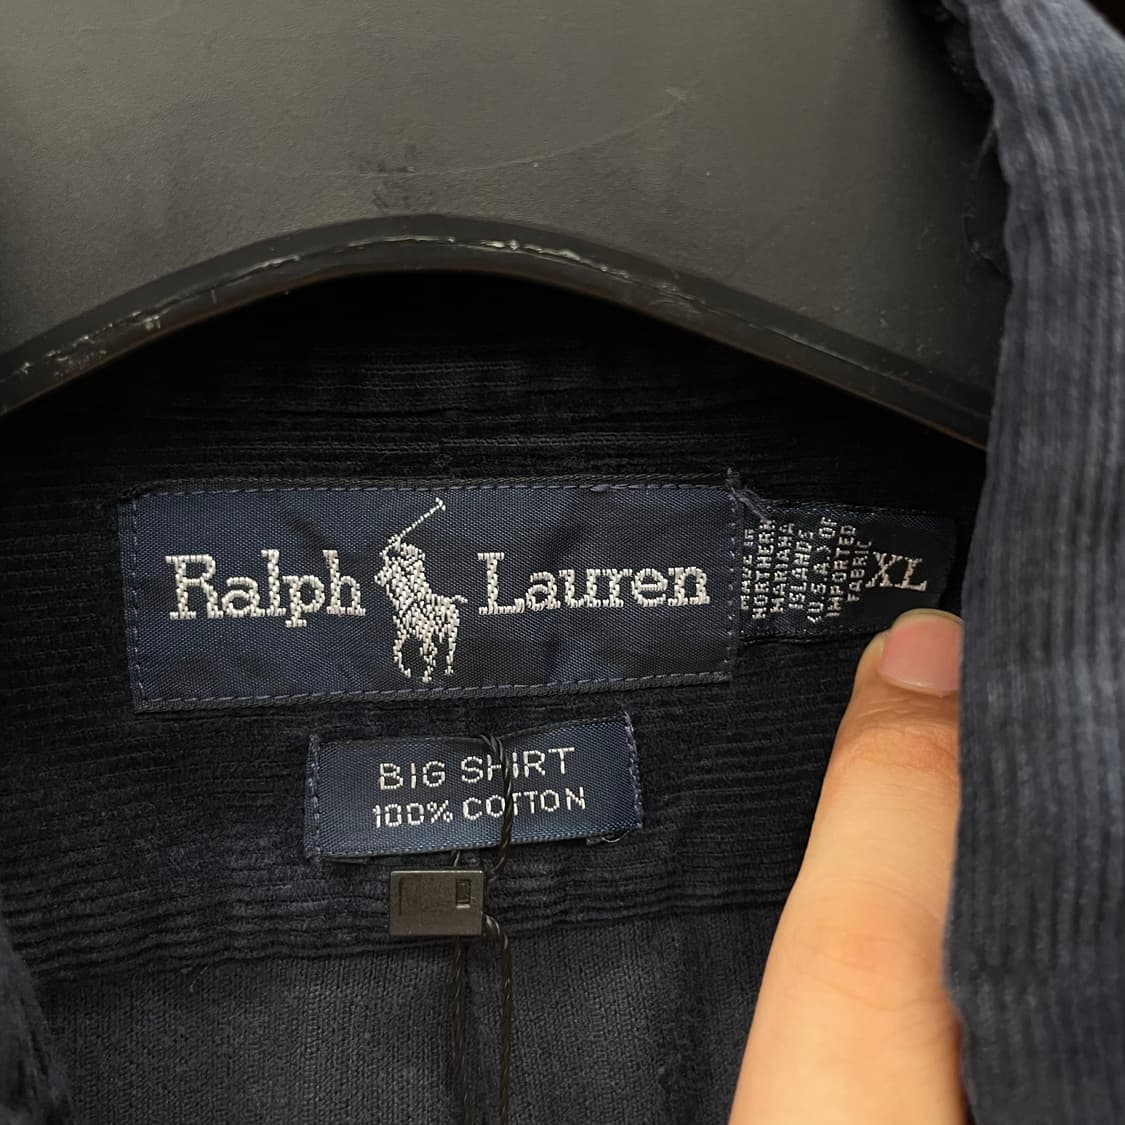 Ralph Lauren
MADE IN
NORTHERN
MARIANA
ISLANDS
(U.S.A.) OF
IMPORTED
FABRIC
XL
BIG SHIRT
100% COTTON